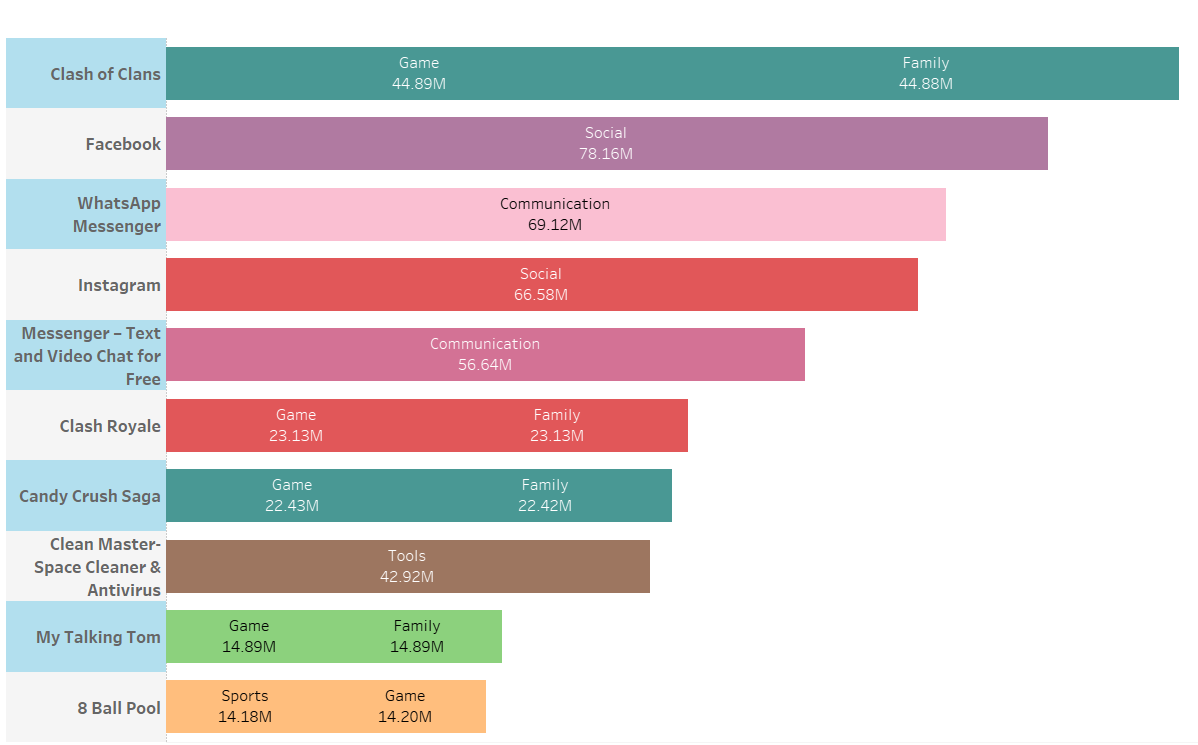 Clash of Clans
Game Family
44.89M 44.88M
Facebook
Social
78.16M
WhatsApp
Messenger
Communication
69.12M
Instagram
Social
66.58M
Messenger – Text
and Video Chat for
Free
Communication
56.64M
Clash Royale
Game Family
23.13M 23.13M
Candy Crush Saga
Game Family
22.43M 22.42M
Clean Master-
Space Cleaner &
Antivirus
Tools
42.92M
My Talking Tom
Game Family
14.89M 14.89M
8 Ball Pool
Sports Game
14.18M 14.20M